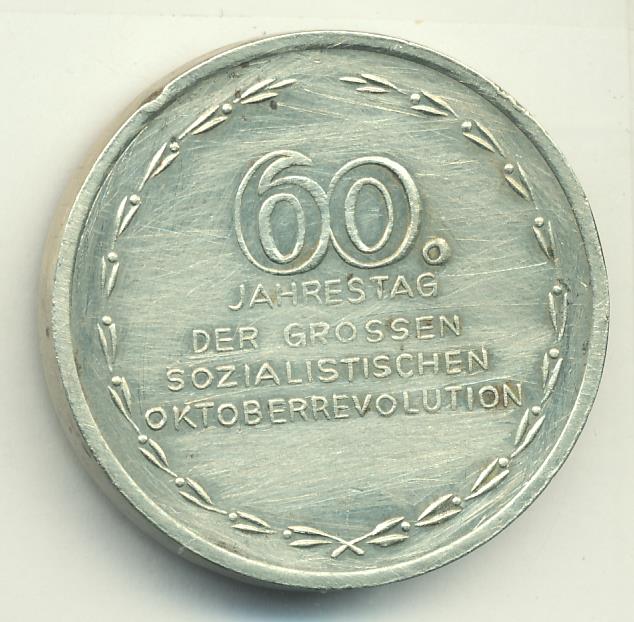 60.
JAHRESTAG
DER GROSSEN
SOZIALISTISCHEN
OKTOBERREVOLUTION